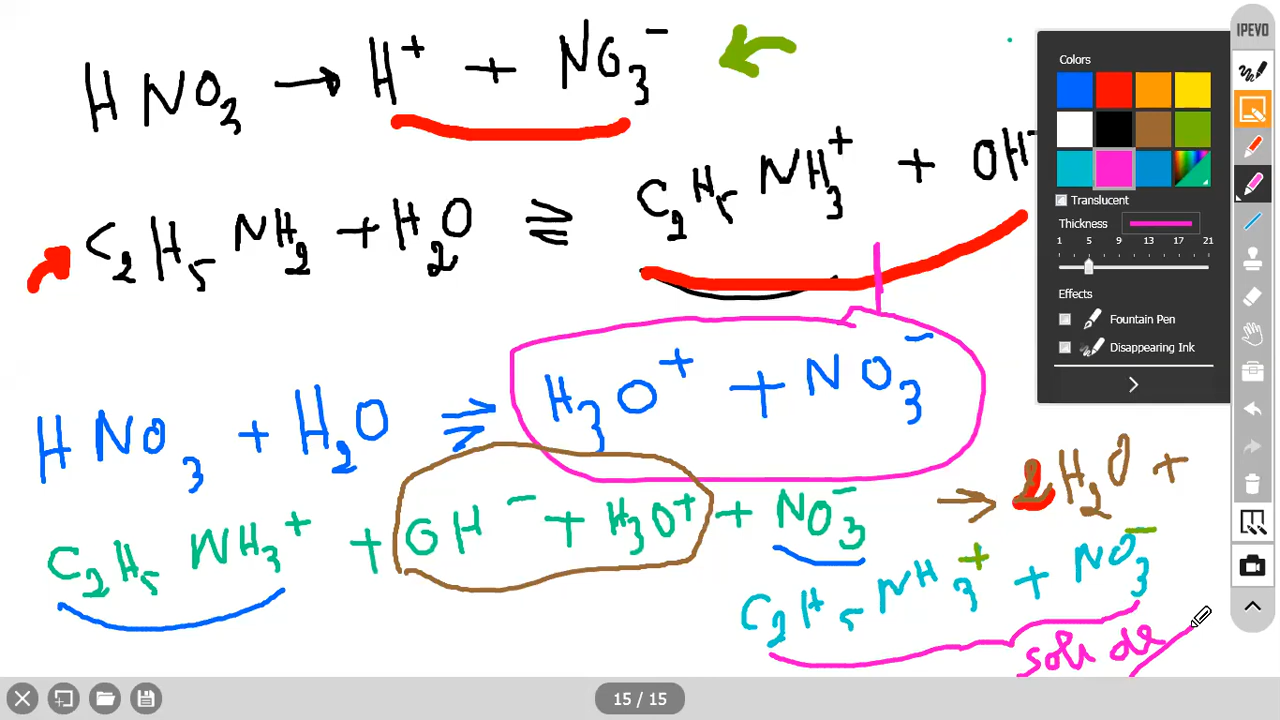 HNO3 → H+ + NO3−
C2H5NH2 + H2O ⇌ C2H5NH3+ + OH−
HNO3 + H2O ⇌ H3O+ + NO3−
C2H5NH3+ + OH− + H3O+ + NO3− → 2H2O +
C2H5NH3+ + NO3−
de
IPEVO
Colors
Translucent
Thickness
1 5 9 13 17 21
Effects
Fountain Pen
Disappearing Ink
15 / 15